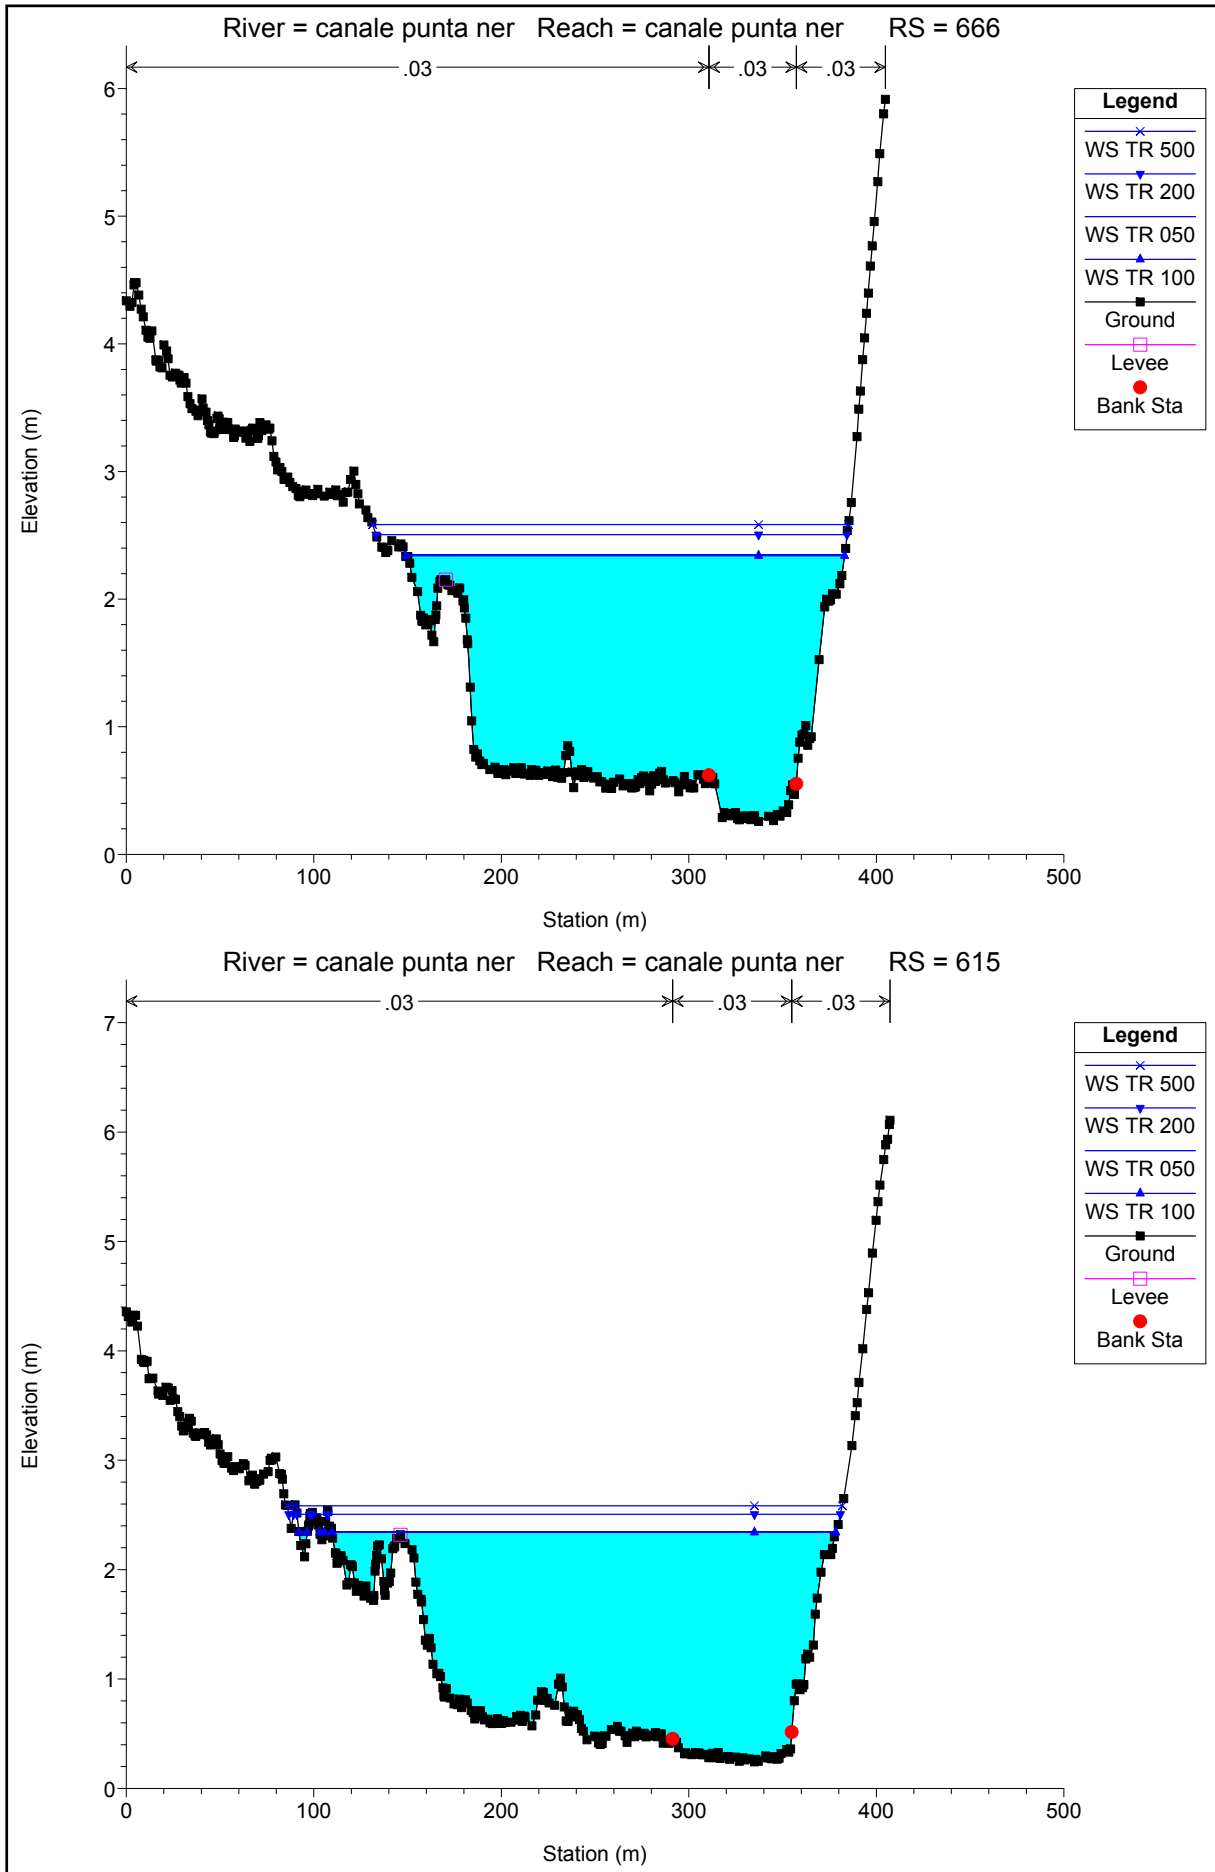 River = canale punta ner Reach = canale punta ner RS = 666
.03 .03 .03
6
5
4
3
2
1
0
Elevation (m)
0 100 200 300 400 500
Station (m)
Legend
WS TR 500
WS TR 200
WS TR 050
WS TR 100
Ground
Levee
Bank Sta
River = canale punta ner Reach = canale punta ner RS = 615
.03 .03 .03
7
6
5
4
3
2
1
0
Elevation (m)
0 100 200 300 400 500
Station (m)
Legend
WS TR 500
WS TR 200
WS TR 050
WS TR 100
Ground
Levee
Bank Sta